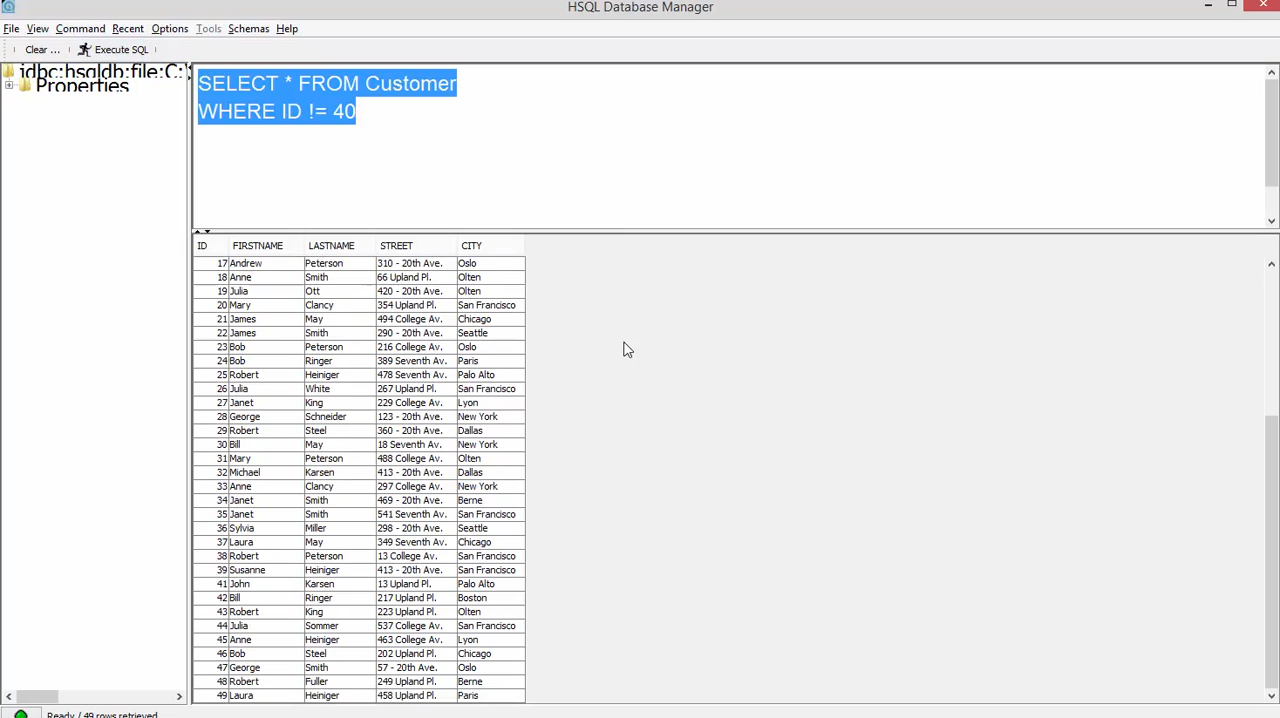 HSQL Database Manager
File View Command Recent Options Tools Schemas Help
Clear ... Execute SQL
jdbc:hsqldb:file:C:\
Properties
SELECT * FROM Customer
WHERE ID != 40
ID FIRSTNAME LASTNAME STREET CITY
17 Andrew Peterson 310 - 20th Ave. Oslo
18 Anne Smith 66 Upland Pl. Olten
19 Julia Ott 420 - 20th Ave. Olten
20 Mary Clancy 354 Upland Pl. San Francisco
21 James May 494 College Av. Chicago
22 James Smith 290 - 20th Ave. Seattle
23 Bob Peterson 216 College Av. Oslo
24 Bob Ringer 389 Seventh Av. Paris
25 Robert Heiniger 478 Seventh Av. Palo Alto
26 Julia White 267 Upland Pl. San Francisco
27 Janet King 229 College Av. Lyon
28 George Schneider 123 - 20th Ave. New York
29 Robert Steel 360 - 20th Ave. Dallas
30 Bill May 18 Seventh Av. New York
31 Mary Peterson 488 College Av. Olten
32 Michael Karsen 413 - 20th Ave. Dallas
33 Anne Clancy 297 College Av. New York
34 Janet Smith 469 - 20th Ave. Berne
35 Janet Smith 541 Seventh Av. San Francisco
36 Sylvia Miller 298 - 20th Ave. Seattle
37 Laura May 349 Seventh Av. Chicago
38 Robert Peterson 13 College Av. San Francisco
39 Susanne Heiniger 413 - 20th Ave. San Francisco
41 John Karsen 13 Upland Pl. Palo Alto
42 Bill Ringer 217 Upland Pl. Boston
43 Robert King 223 Upland Pl. Olten
44 Julia Sommer 537 College Av. San Francisco
45 Anne Heiniger 463 College Av. Lyon
46 Bob Steel 202 Upland Pl. Chicago
47 George Smith 57 - 20th Ave. Oslo
48 Robert Fuller 249 Upland Pl. Berne
49 Laura Heiniger 458 Upland Pl. Paris
Ready / 49 rows retrieved